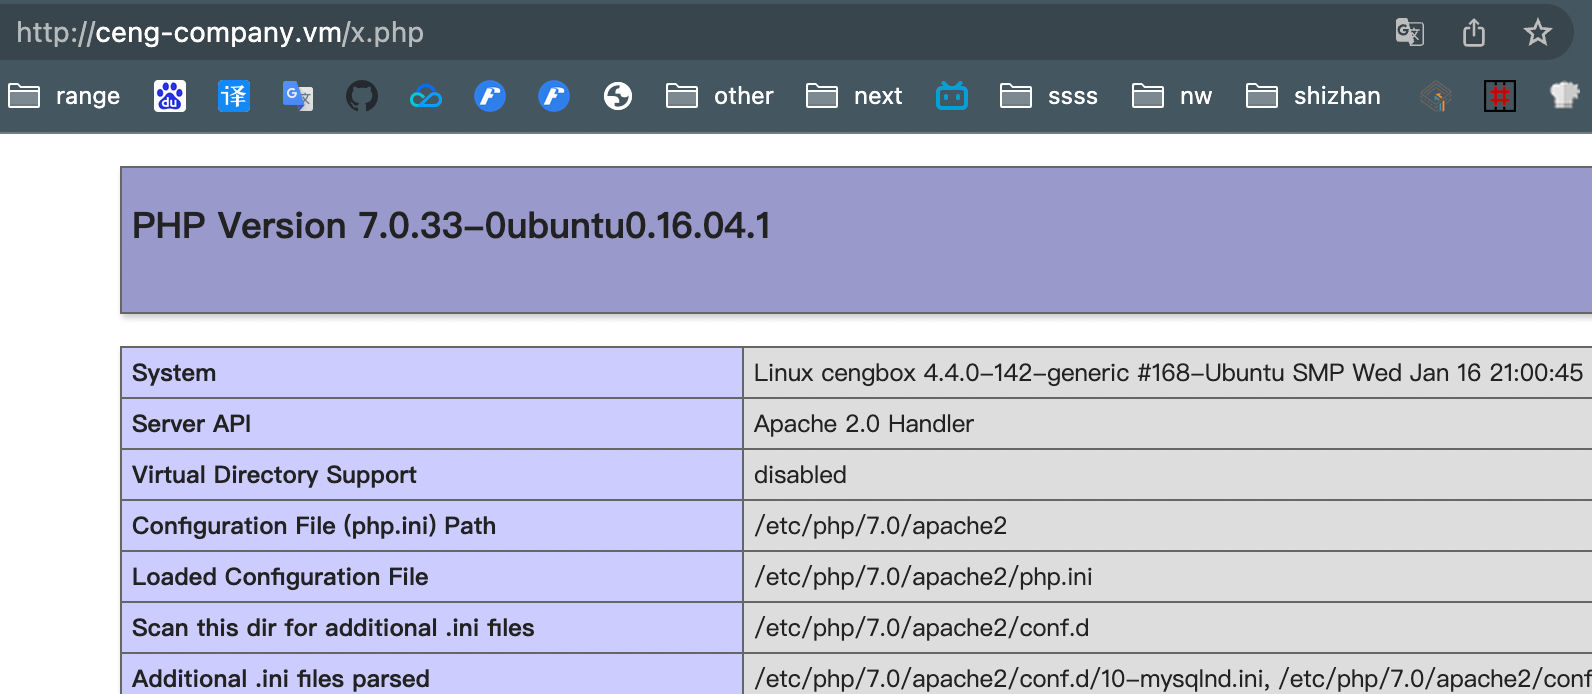 http://ceng-company.vm/x.php
range du 译 G 文 F F other next ssss nw shizhan
PHP Version 7.0.33-0ubuntu0.16.04.1
System Linux cengbox 4.4.0-142-generic #168-Ubuntu SMP Wed Jan 16 21:00:45
Server API Apache 2.0 Handler
Virtual Directory Support disabled
Configuration File (php.ini) Path /etc/php/7.0/apache2
Loaded Configuration File /etc/php/7.0/apache2/php.ini
Scan this dir for additional .ini files /etc/php/7.0/apache2/conf.d
Additional .ini files parsed /etc/php/7.0/apache2/conf.d/10-mysqlnd.ini, /etc/php/7.0/apache2/conf